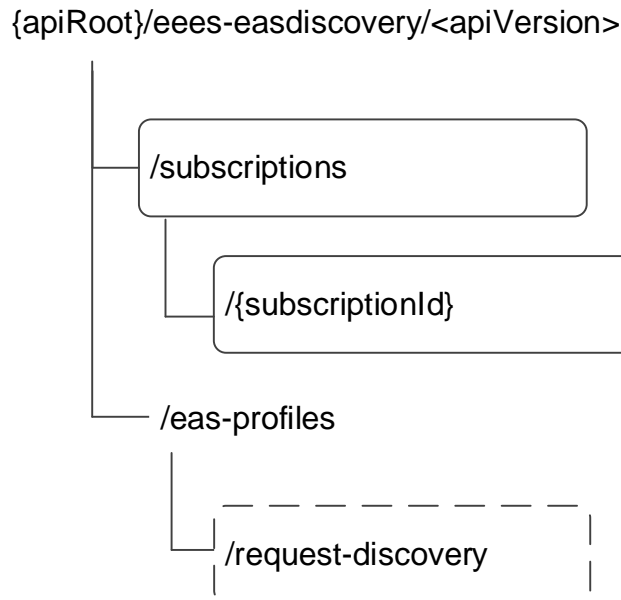 {apiRoot}/eees-easdiscovery/<apiVersion>
/subscriptions
/{subscriptionId}
/eas-profiles
/request-discovery